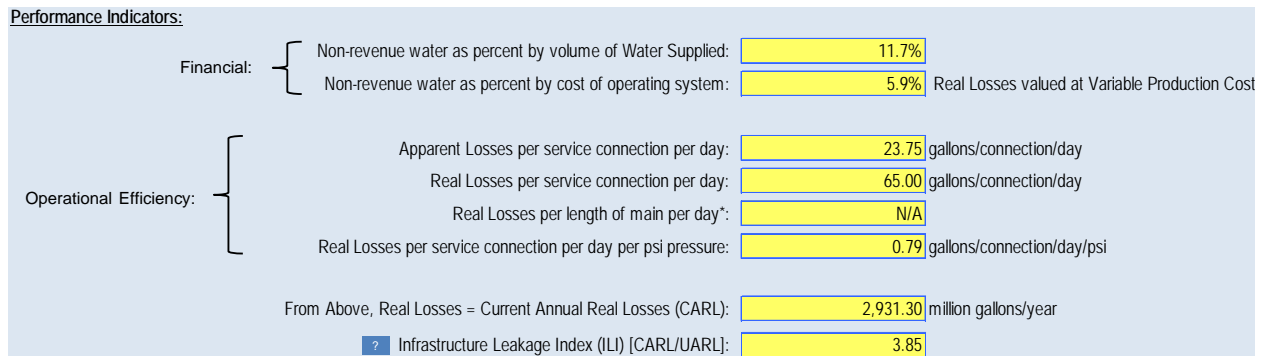 Performance Indicators:
Financial:
Non-revenue water as percent by volume of Water Supplied: 11.7%
Non-revenue water as percent by cost of operating system: 5.9% Real Losses valued at Variable Production Cost
Operational Efficiency:
Apparent Losses per service connection per day: 23.75 gallons/connection/day
Real Losses per service connection per day: 65.00 gallons/connection/day
Real Losses per length of main per day*: N/A
Real Losses per service connection per day per psi pressure: 0.79 gallons/connection/day/psi
From Above, Real Losses = Current Annual Real Losses (CARL): 2,931.30 million gallons/year
? Infrastructure Leakage Index (ILI) [CARL/UARL]: 3.85